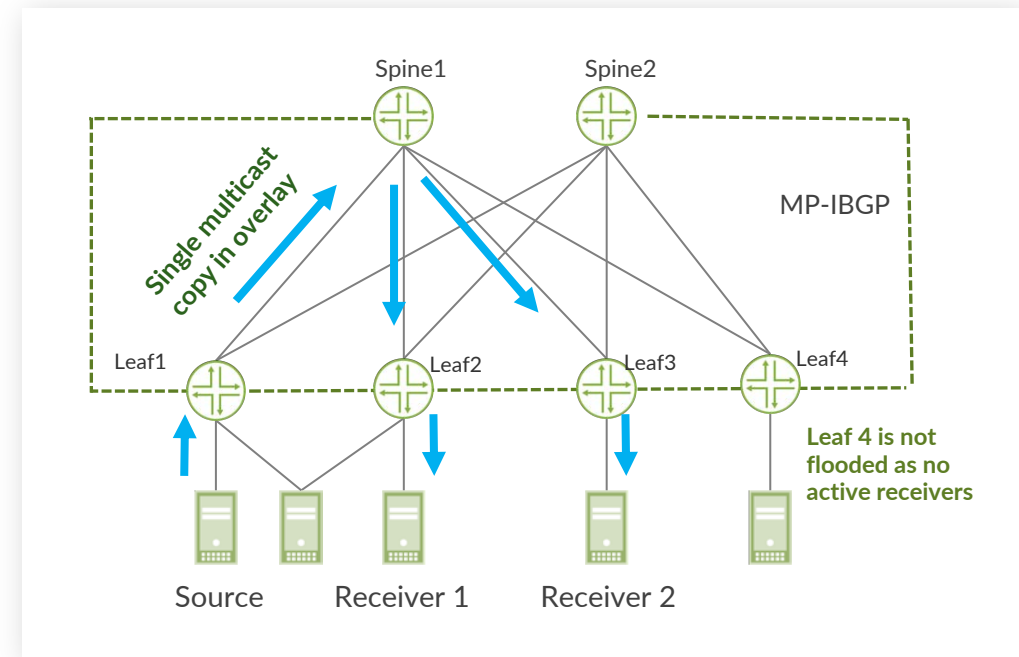 Spine1
Spine2
Single multicast
copy in overlay
MP-IBGP
Leaf1
Leaf2
Leaf3
Leaf4
Leaf 4 is not
flooded as no
active receivers
Source
Receiver 1
Receiver 2